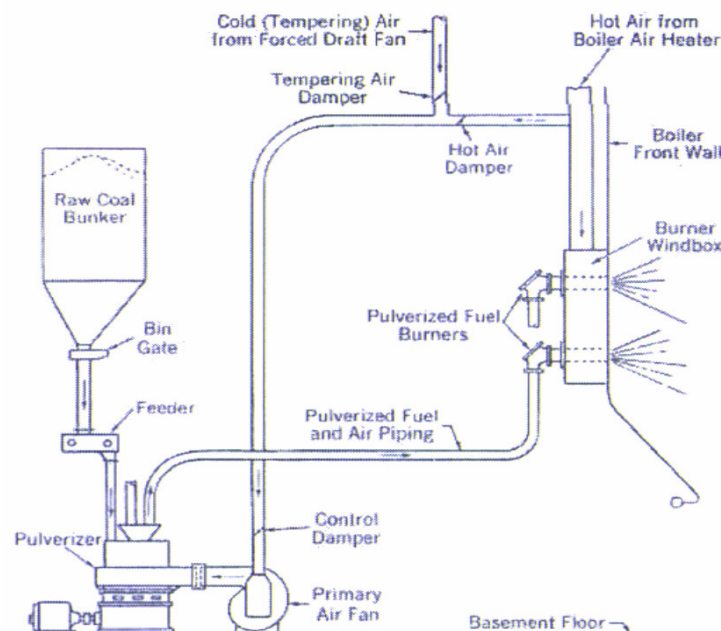 Cold (Tempering) Air
from Forced Draft Fan
Hot Air from
Boiler Air Heater
Tempering Air
Damper
Hot Air
Damper
Boiler
Front Wall
Raw Coal
Bunker
Burner
Windbox
Pulverized Fuel
Burners
Bin
Gate
Feeder
Pulverized Fuel
and Air Piping
Pulverizer
Control
Damper
Primary
Air Fan
Basement Floor